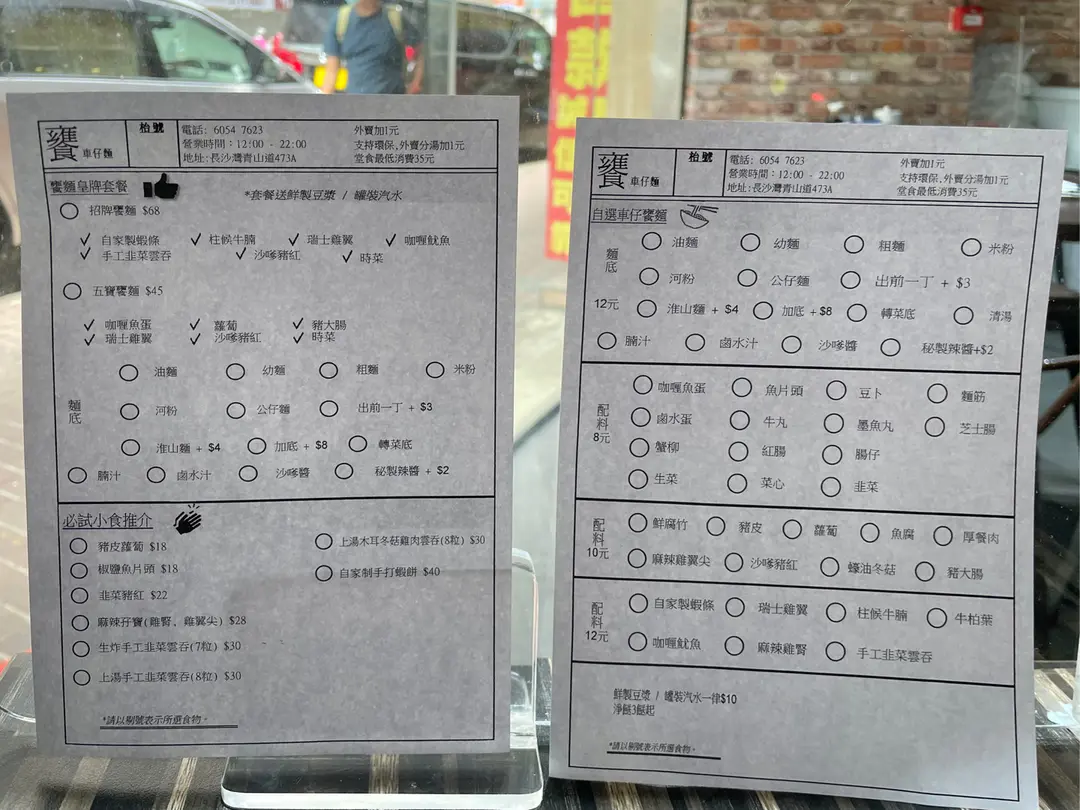 饔
車仔麵
枱號
電話: 6054 7623
營業時間：12:00 - 22:00
地址:長沙灣青山道473A
外賣加1元
支持環保,外賣分湯加1元
堂食最低消費35元
饔麵皇牌套餐
*套餐送鮮製豆漿 / 罐裝汽水
招牌饔麵 $68
自家製蝦條 柱候牛腩 瑞士雞翼 咖喱魷魚
手工韭菜雲吞 沙嗲豬紅 時菜
五寶饔麵 $45
咖喱魚蛋 蘿蔔 豬大腸
瑞士雞翼 沙嗲豬紅 時菜
麵底
油麵 幼麵 粗麵 米粉
河粉 公仔麵 出前一丁 + $3
淮山麵 + $4 加底 + $8 轉菜底
腩汁 鹵水汁 沙嗲醬 秘製辣醬 + $2
必試小食推介
豬皮蘿蔔 $18
椒鹽魚片頭 $18
韭菜豬紅 $22
麻辣孖寶(雞腎, 雞翼尖) $28
生炸手工韭菜雲吞(7粒) $30
上湯手工韭菜雲吞(8粒) $30
上湯木耳冬菇雞肉雲吞(8粒) $30
自家制手打蝦餅 $40
*請以剔號表示所選食物。
饔
車仔麵
枱號
電話: 6054 7623
營業時間：12:00 - 22:00
地址:長沙灣青山道473A
外賣加1元
支持環保,外賣分湯加1元
堂食最低消費35元
自選車仔饔麵
麵底
12元
油麵 幼麵 粗麵 米粉
河粉 公仔麵 出前一丁 + $3
淮山麵 + $4 加底 + $8 轉菜底 清湯
腩汁 鹵水汁 沙嗲醬 秘製辣醬+$2
配料
8元
咖喱魚蛋 魚片頭 豆卜 麵筋
鹵水蛋 牛丸 墨魚丸 芝士腸
蟹柳 紅腸 腸仔
生菜 菜心 韭菜
配料
10元
鮮腐竹 豬皮 蘿蔔 魚腐 厚餐肉
麻辣雞翼尖 沙嗲豬紅 蠔油冬菇 豬大腸
配料
12元
自家製蝦條 瑞士雞翼 柱候牛腩 牛柏葉
咖喱魷魚 麻辣雞腎 手工韭菜雲吞
鮮製豆漿 / 罐裝汽水一律$10
淨餸3餸起
*請以剔號表示所選食物。